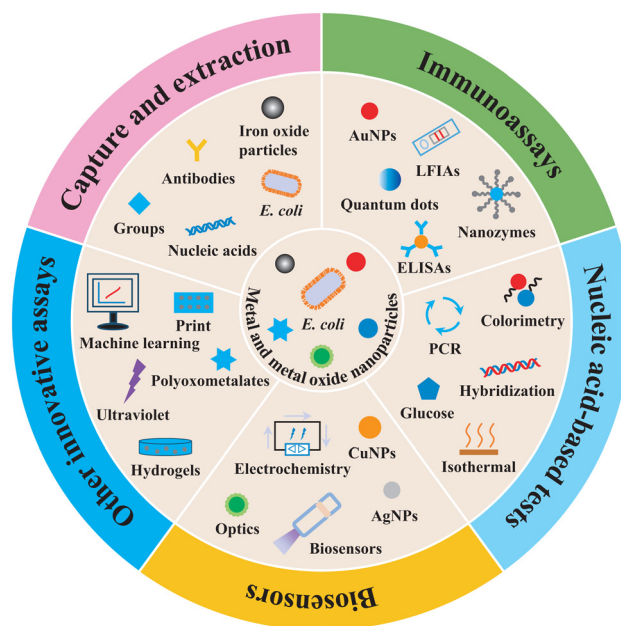 Capture and extraction
Iron oxide
particles
Antibodies
E. coli
Groups
Nucleic acids
Immunoassays
AuNPs
LFIAs
Quantum dots
Nanozymes
ELISAs
Nucleic acid-based tests
Colorimetry
PCR
Hybridization
Glucose
Isothermal
Biosensors
Electrochemistry
CuNPs
AgNPs
Optics
Biosensors
Other innovative assays
Machine learning
Print
Polyoxometalates
Ultraviolet
Hydrogels
E. coli
Metal and metal oxide nanoparticles